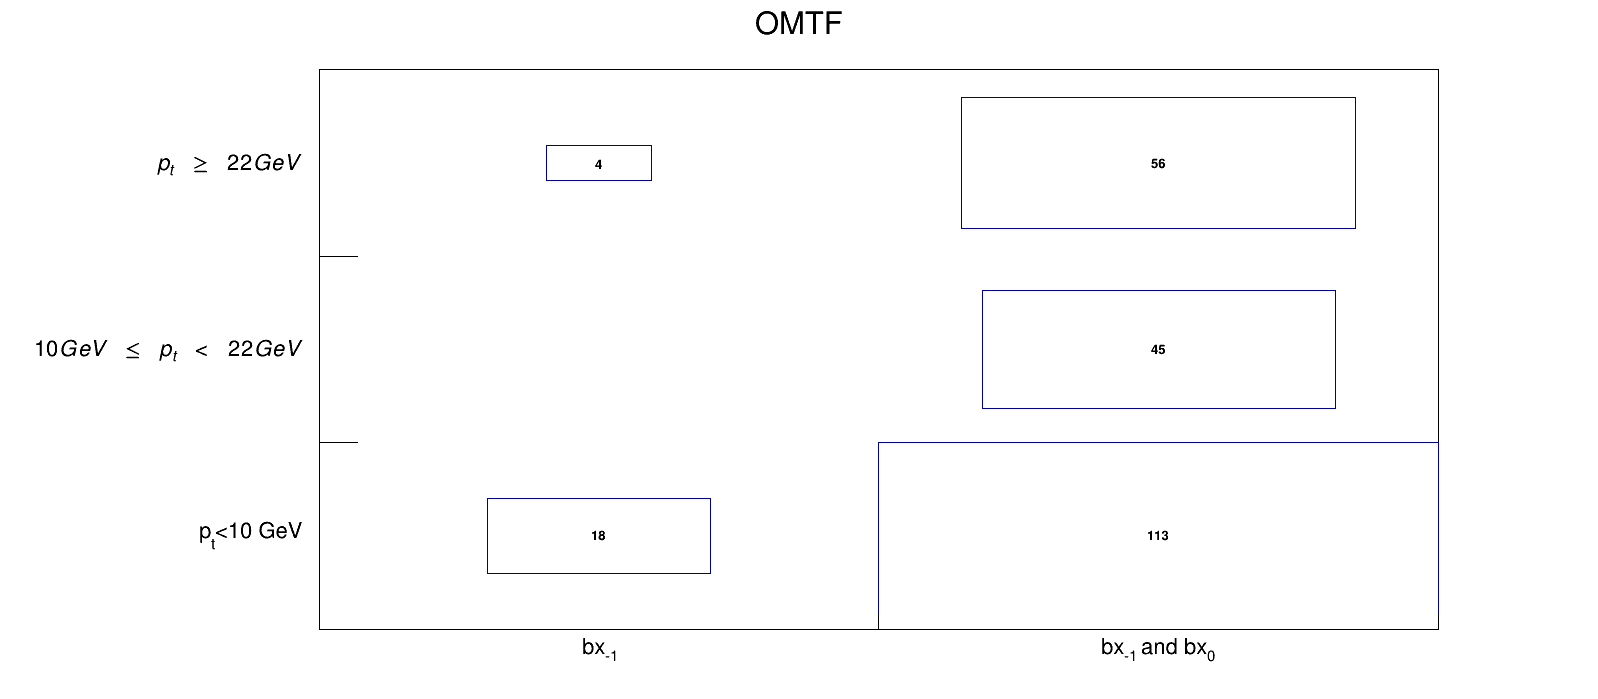 OMTF
p_t ≥ 22GeV
4
56
10GeV ≤ p_t < 22GeV
45
p_t<10 GeV
18
113
bx_-1
bx_-1 and bx_0